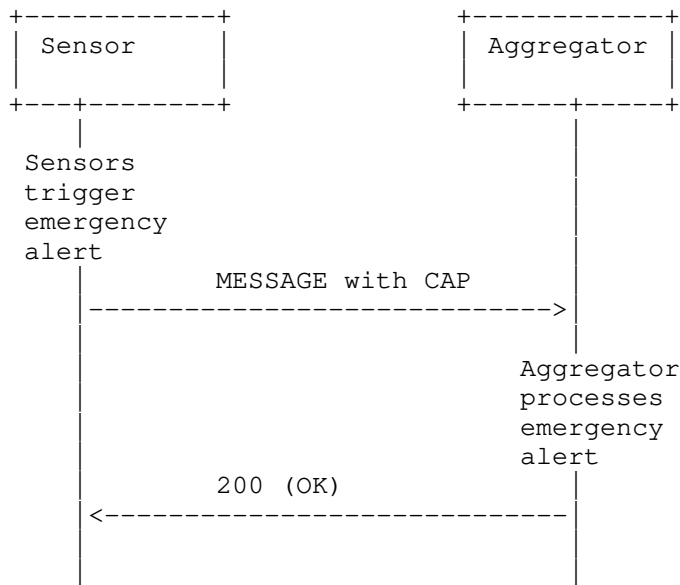 Sensor
Aggregator
Sensors
trigger
emergency
alert
MESSAGE with CAP
Aggregator
processes
emergency
alert
200 (OK)